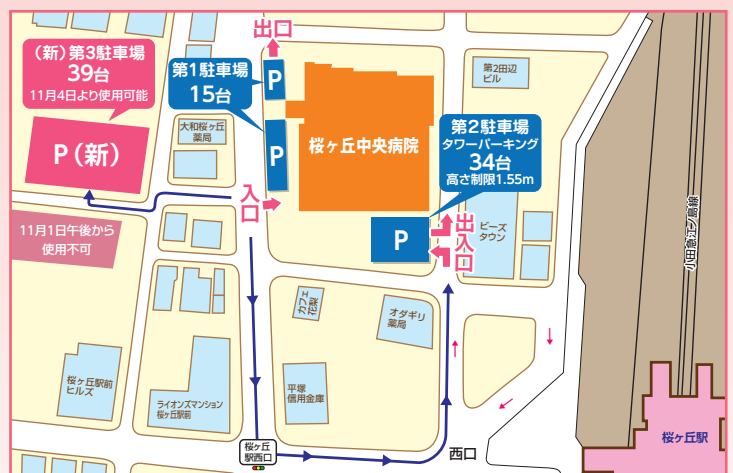 出口
(新)第3駐車場
39台
11月4日より使用可能
第1駐車場
15台
P
第2田辺
ビル
P(新)
大和桜ヶ丘
薬局
P
桜ヶ丘中央病院
第2駐車場
タワーパーキング
34台
高さ制限1.55m
入口
11月1日午後から
使用不可
P
出入口
ビーズ
タウン
小田急江ノ島線
カフェ
花梨
オダギリ
薬局
桜ヶ丘駅前
ヒルズ
ライオンズマンション
桜ヶ丘駅前
平塚
信用金庫
桜ヶ丘
駅西口
西口
桜ヶ丘駅